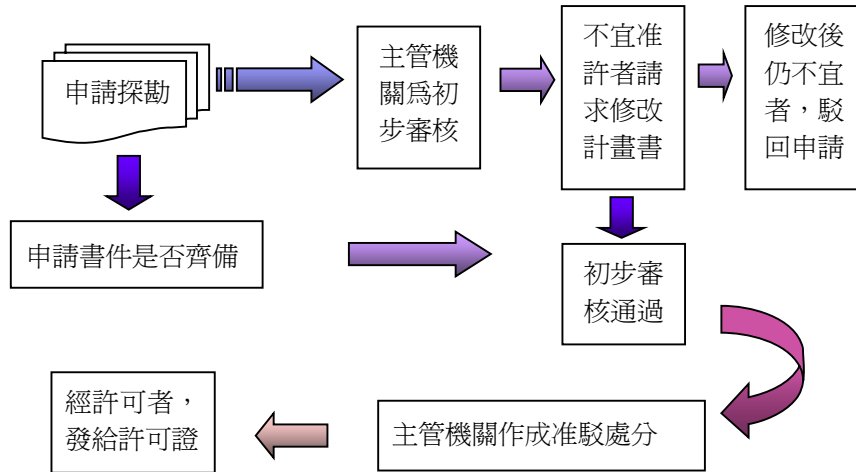 申請探勘
主管機
關為初
步審核
不宜准
許者請
求修改
計畫書
修改後
仍不宜
者，駁
回申請
申請書件是否齊備
初步審
核通過
主管機關作成准駁處分
經許可者，
發給許可證